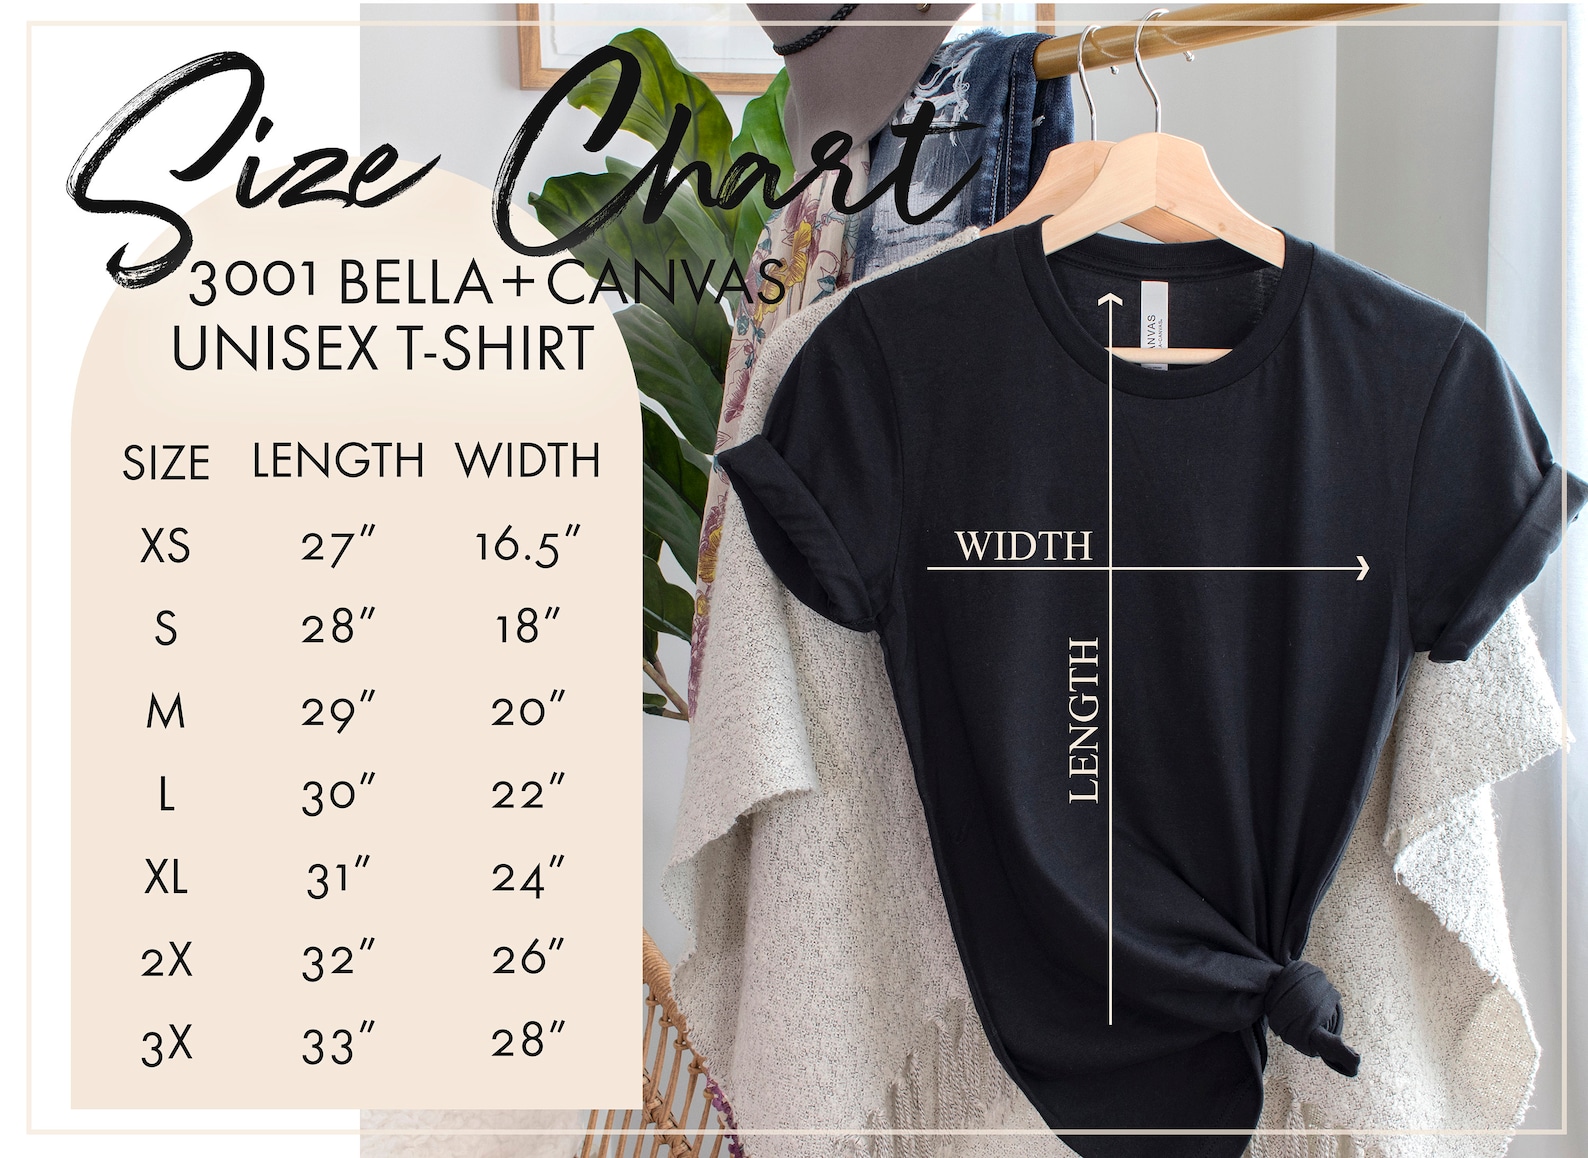 Size Chart
3001 BELLA+CANVAS
UNISEX T-SHIRT
SIZE LENGTH WIDTH
XS 27" 16.5"
S 28" 18"
M 29" 20"
L 30" 22"
XL 31" 24"
2X 32" 26"
3X 33" 28"
WIDTH
LENGTH